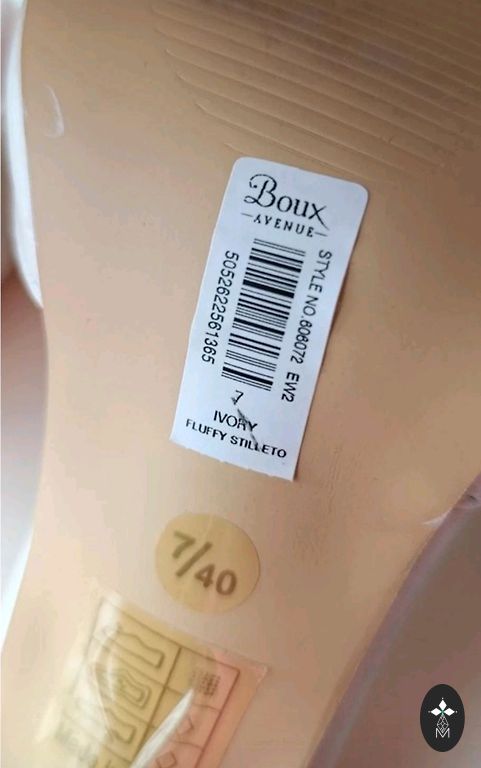 Boux
AVENUE
STYLE NO.606072 EW2
5052622561365
7
IVORY
FLUFFY STILLETO
7/40
M